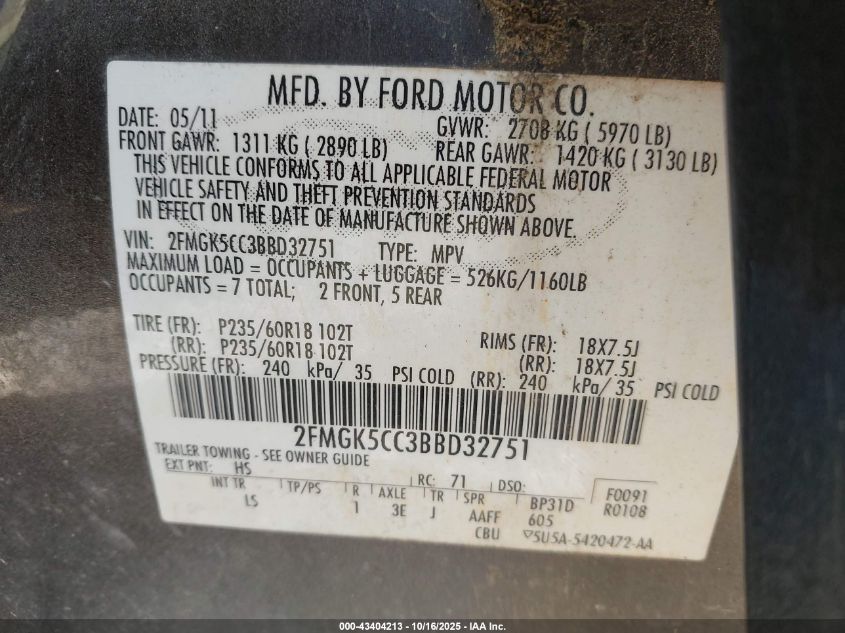 MFD. BY FORD MOTOR CO.
DATE: 05/11 GVWR: 2708 KG ( 5970 LB)
FRONT GAWR: 1311 KG ( 2890 LB) REAR GAWR: 1420 KG ( 3130 LB)
THIS VEHICLE CONFORMS TO ALL APPLICABLE FEDERAL MOTOR
VEHICLE SAFETY AND THEFT PREVENTION STANDARDS
IN EFFECT ON THE DATE OF MANUFACTURE SHOWN ABOVE.
VIN: 2FMGK5CC3BBD32751 TYPE: MPV
MAXIMUM LOAD = OCCUPANTS + LUGGAGE = 526KG/1160LB
OCCUPANTS = 7 TOTAL; 2 FRONT, 5 REAR
TIRE (FR): P235/60R18 102T RIMS (FR): 18X7.5J
(RR): P235/60R18 102T (RR): 18X7.5J
PRESSURE (FR): 240 kPa/ 35 PSI COLD (RR): 240 kPa/ 35 PSI COLD
2FMGK5CC3BBD32751
TRAILER TOWING - SEE OWNER GUIDE
EXT PNT: HS RC: 71 DSO: F0091
INT TR TP/PS R AXLE TR SPR BP31D R0108
LS 1 3E J AAFF 605
CBU ▽5U5A-5420472-AA
000-43404213 - 10/16/2025 - IAA Inc.